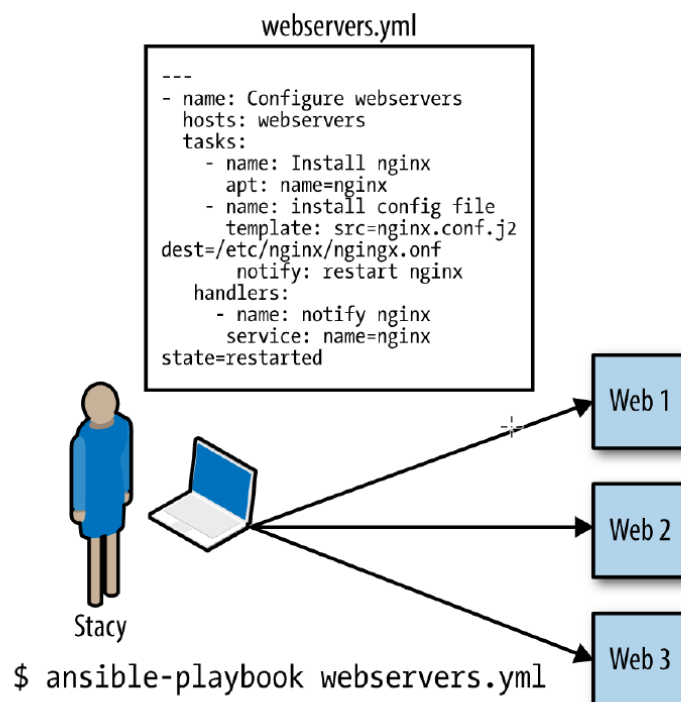 webservers.yml
---
- name: Configure webservers
  hosts: webservers
  tasks:
    - name: Install nginx
      apt: name=nginx
    - name: install config file
      template: src=nginx.conf.j2
dest=/etc/nginx/ngingx.onf
       notify: restart nginx
   handlers:
     - name: notify nginx
      service: name=nginx
state=restarted
Web 1
Web 2
Web 3
Stacy
$ ansible-playbook webservers.yml